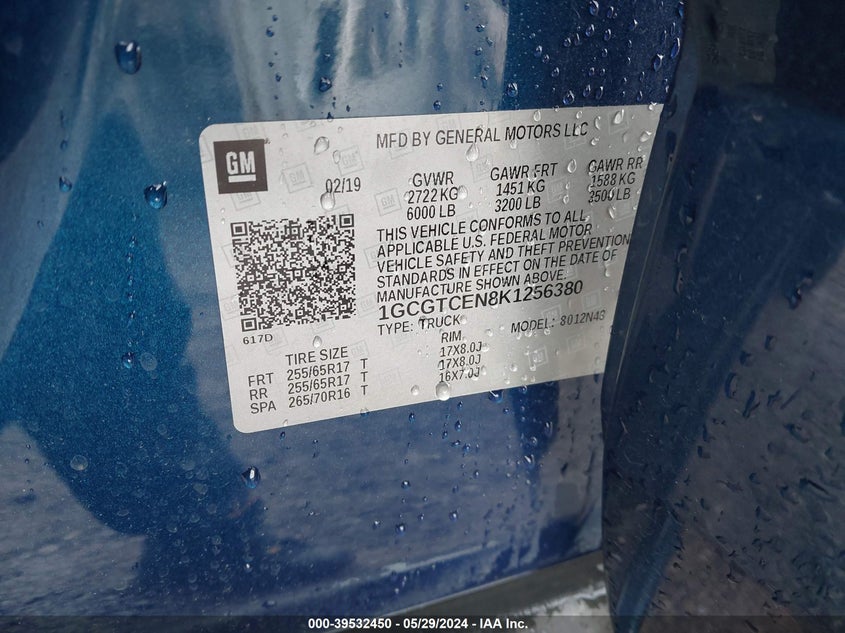 MFD BY GENERAL MOTORS LLC
GM
02/19
GVWR GAWR FRT GAWR RR
2722 KG 1451 KG 1588 KG
6000 LB 3200 LB 3500 LB
THIS VEHICLE CONFORMS TO ALL
APPLICABLE U.S. FEDERAL MOTOR
VEHICLE SAFETY AND THEFT PREVENTION
STANDARDS IN EFFECT ON THE DATE OF
MANUFACTURE SHOWN ABOVE.
1GCGTCEN8K1256380
TYPE: TRUCK MODEL: 8012N43
617D
TIRE SIZE RIM
FRT 255/65R17 T 17X8.0J
RR 255/65R17 T 17X8.0J
SPA 265/70R16 T 16X7.0J
000-39532450 - 05/29/2024 - IAA Inc.